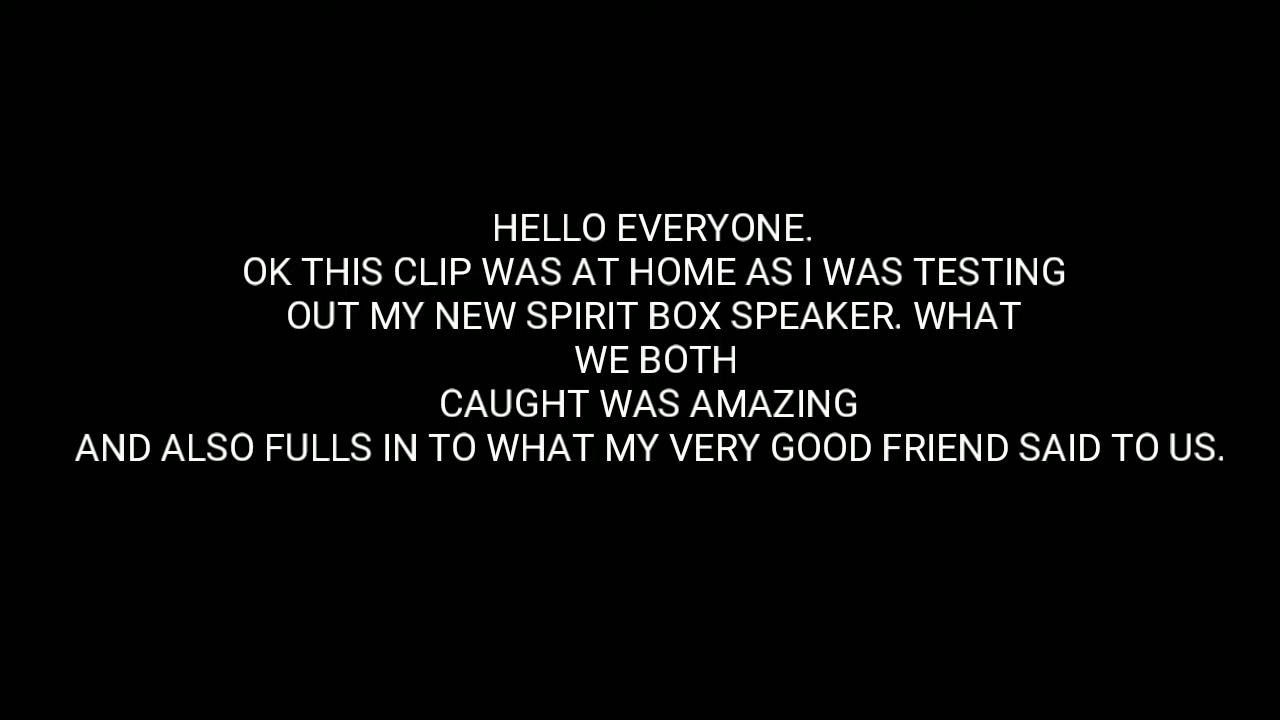 HELLO EVERYONE.
OK THIS CLIP WAS AT HOME AS I WAS TESTING
OUT MY NEW SPIRIT BOX SPEAKER. WHAT
WE BOTH
CAUGHT WAS AMAZING
AND ALSO FULLS IN TO WHAT MY VERY GOOD FRIEND SAID TO US.